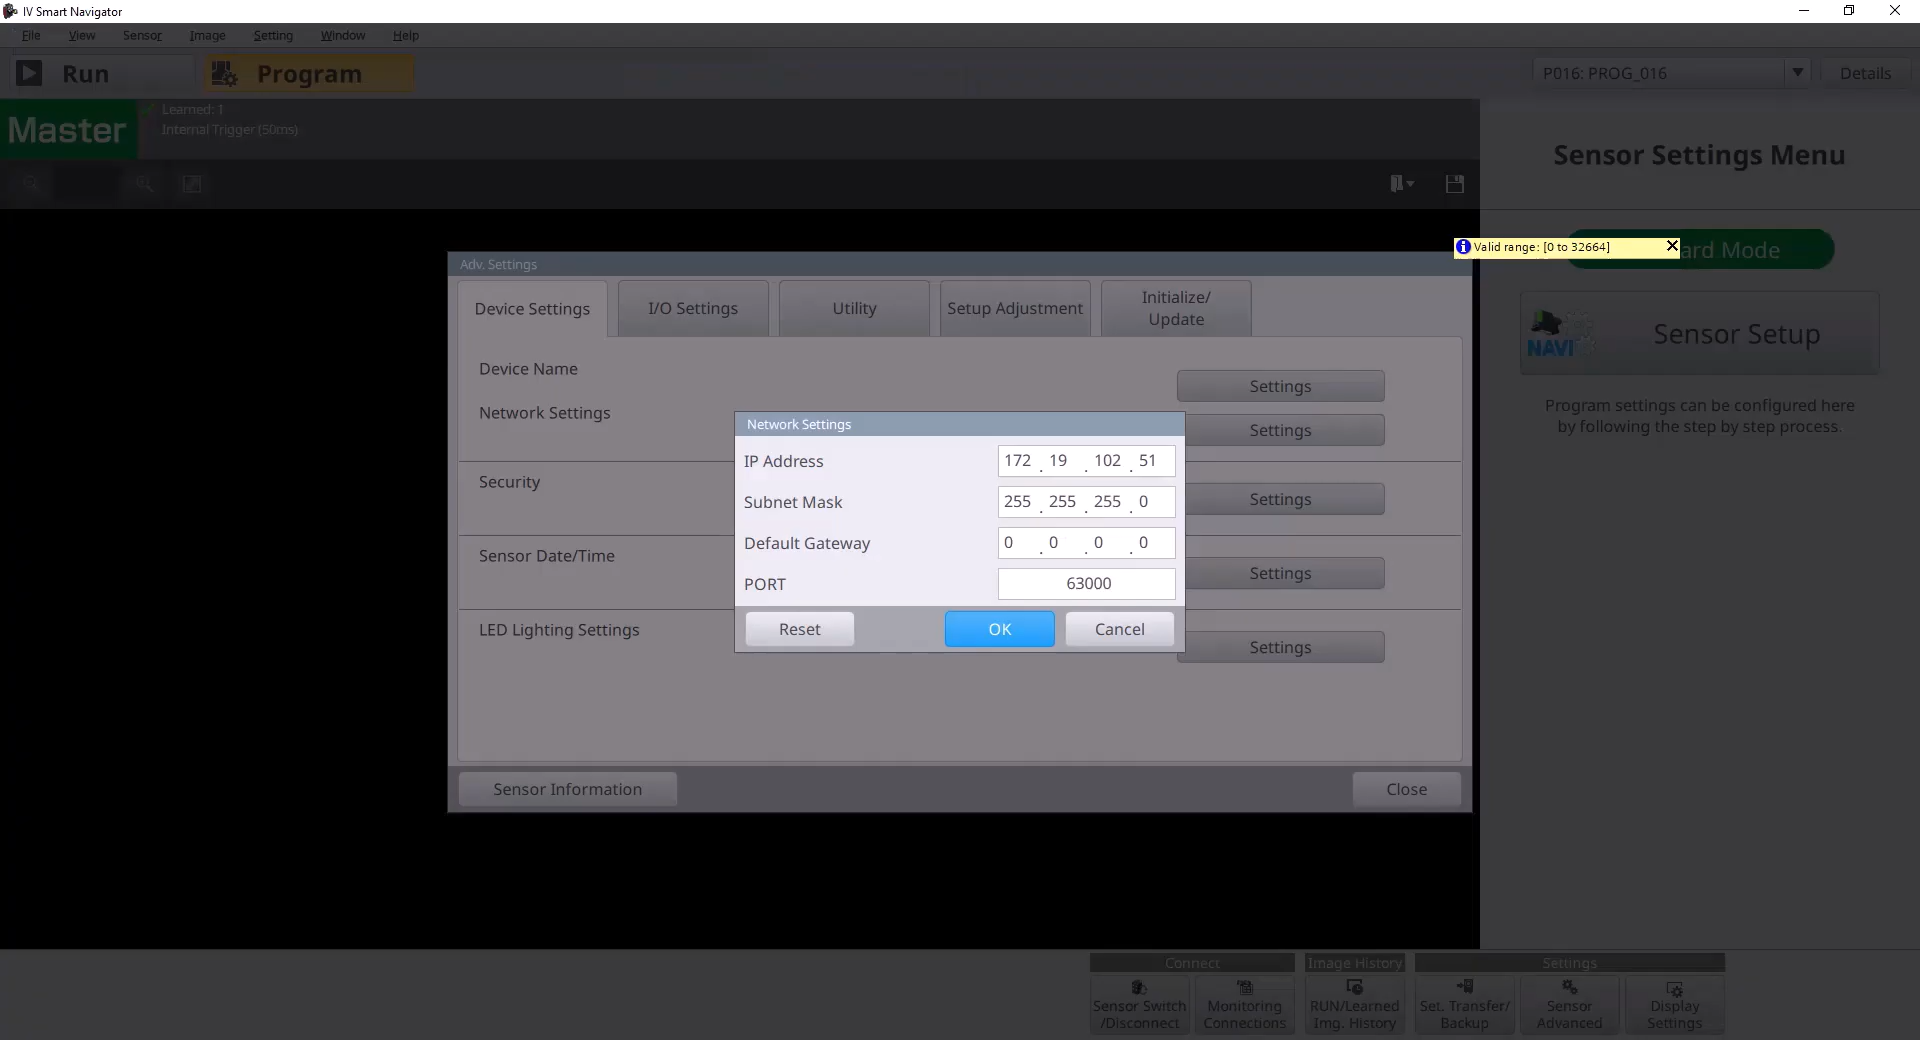 IV Smart Navigator
File View Sensor Image Setting Window Help
Run
Program
P016: PROG_016
Details
Master
Learned: 1
Internal Trigger (50ms)
Sensor Settings Menu
Valid range: [0 to 32664]
ard Mode
NAVI
Sensor Setup
Program settings can be configured here
by following the step by step process.
Adv. Settings
Device Settings
I/O Settings
Utility
Setup Adjustment
Initialize/
Update
Device Name
Settings
Network Settings
Settings
Security
Settings
Sensor Date/Time
Settings
LED Lighting Settings
Settings
Network Settings
IP Address 172 . 19 . 102 . 51
Subnet Mask 255 . 255 . 255 . 0
Default Gateway 0 . 0 . 0 . 0
PORT 63000
Reset OK Cancel
Sensor Information
Close
Connect
Sensor Switch
/Disconnect
Monitoring
Connections
Image History
RUN/Learned
Img. History
Settings
Set. Transfer/
Backup
Sensor
Advanced
Display
Settings